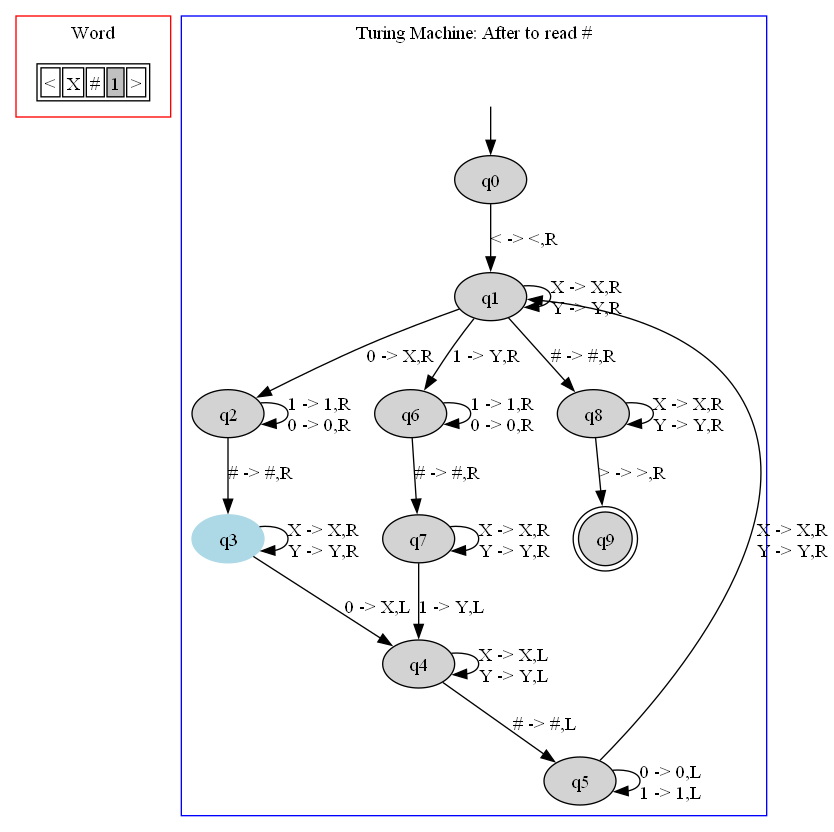 Word
< X # 1 >
Turing Machine: After to read #
q0
< -> <,R
q1
X -> X,R
Y -> Y,R
0 -> X,R
1 -> Y,R
# -> #,R
q2
1 -> 1,R
0 -> 0,R
q6
1 -> 1,R
0 -> 0,R
q8
X -> X,R
Y -> Y,R
# -> #,R
# -> #,R
> -> >,R
q3
X -> X,R
Y -> Y,R
q7
X -> X,R
Y -> Y,R
q9
X -> X,R
Y -> Y,R
0 -> X,L
1 -> Y,L
q4
X -> X,L
Y -> Y,L
# -> #,L
q5
0 -> 0,L
1 -> 1,L